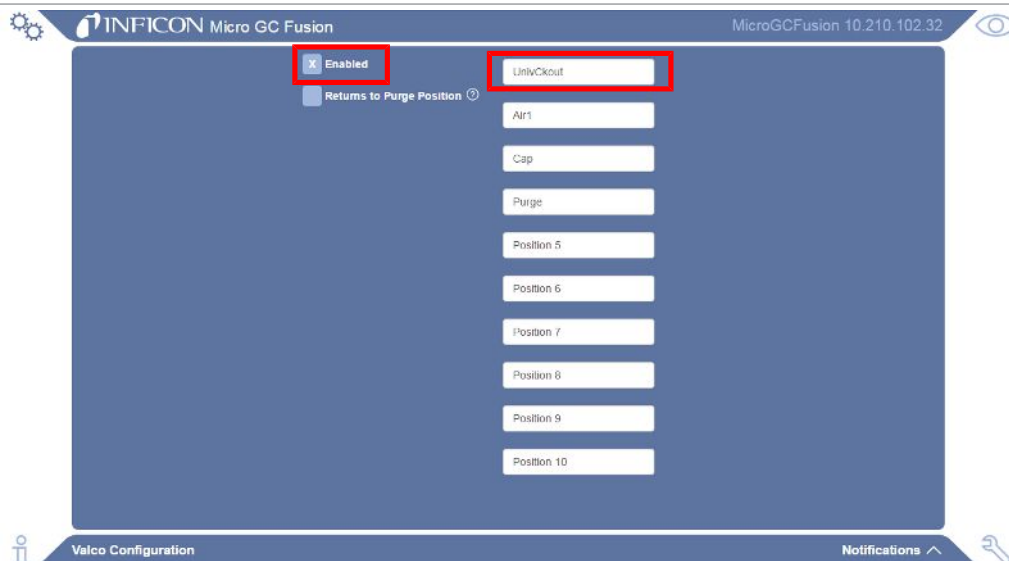 INFICON Micro GC Fusion
MicroGCFusion 10.210.102.32
X Enabled
Returns to Purge Position ?
UnivCkout
Air1
Cap
Purge
Position 5
Position 6
Position 7
Position 8
Position 9
Position 10
Valco Configuration
Notifications